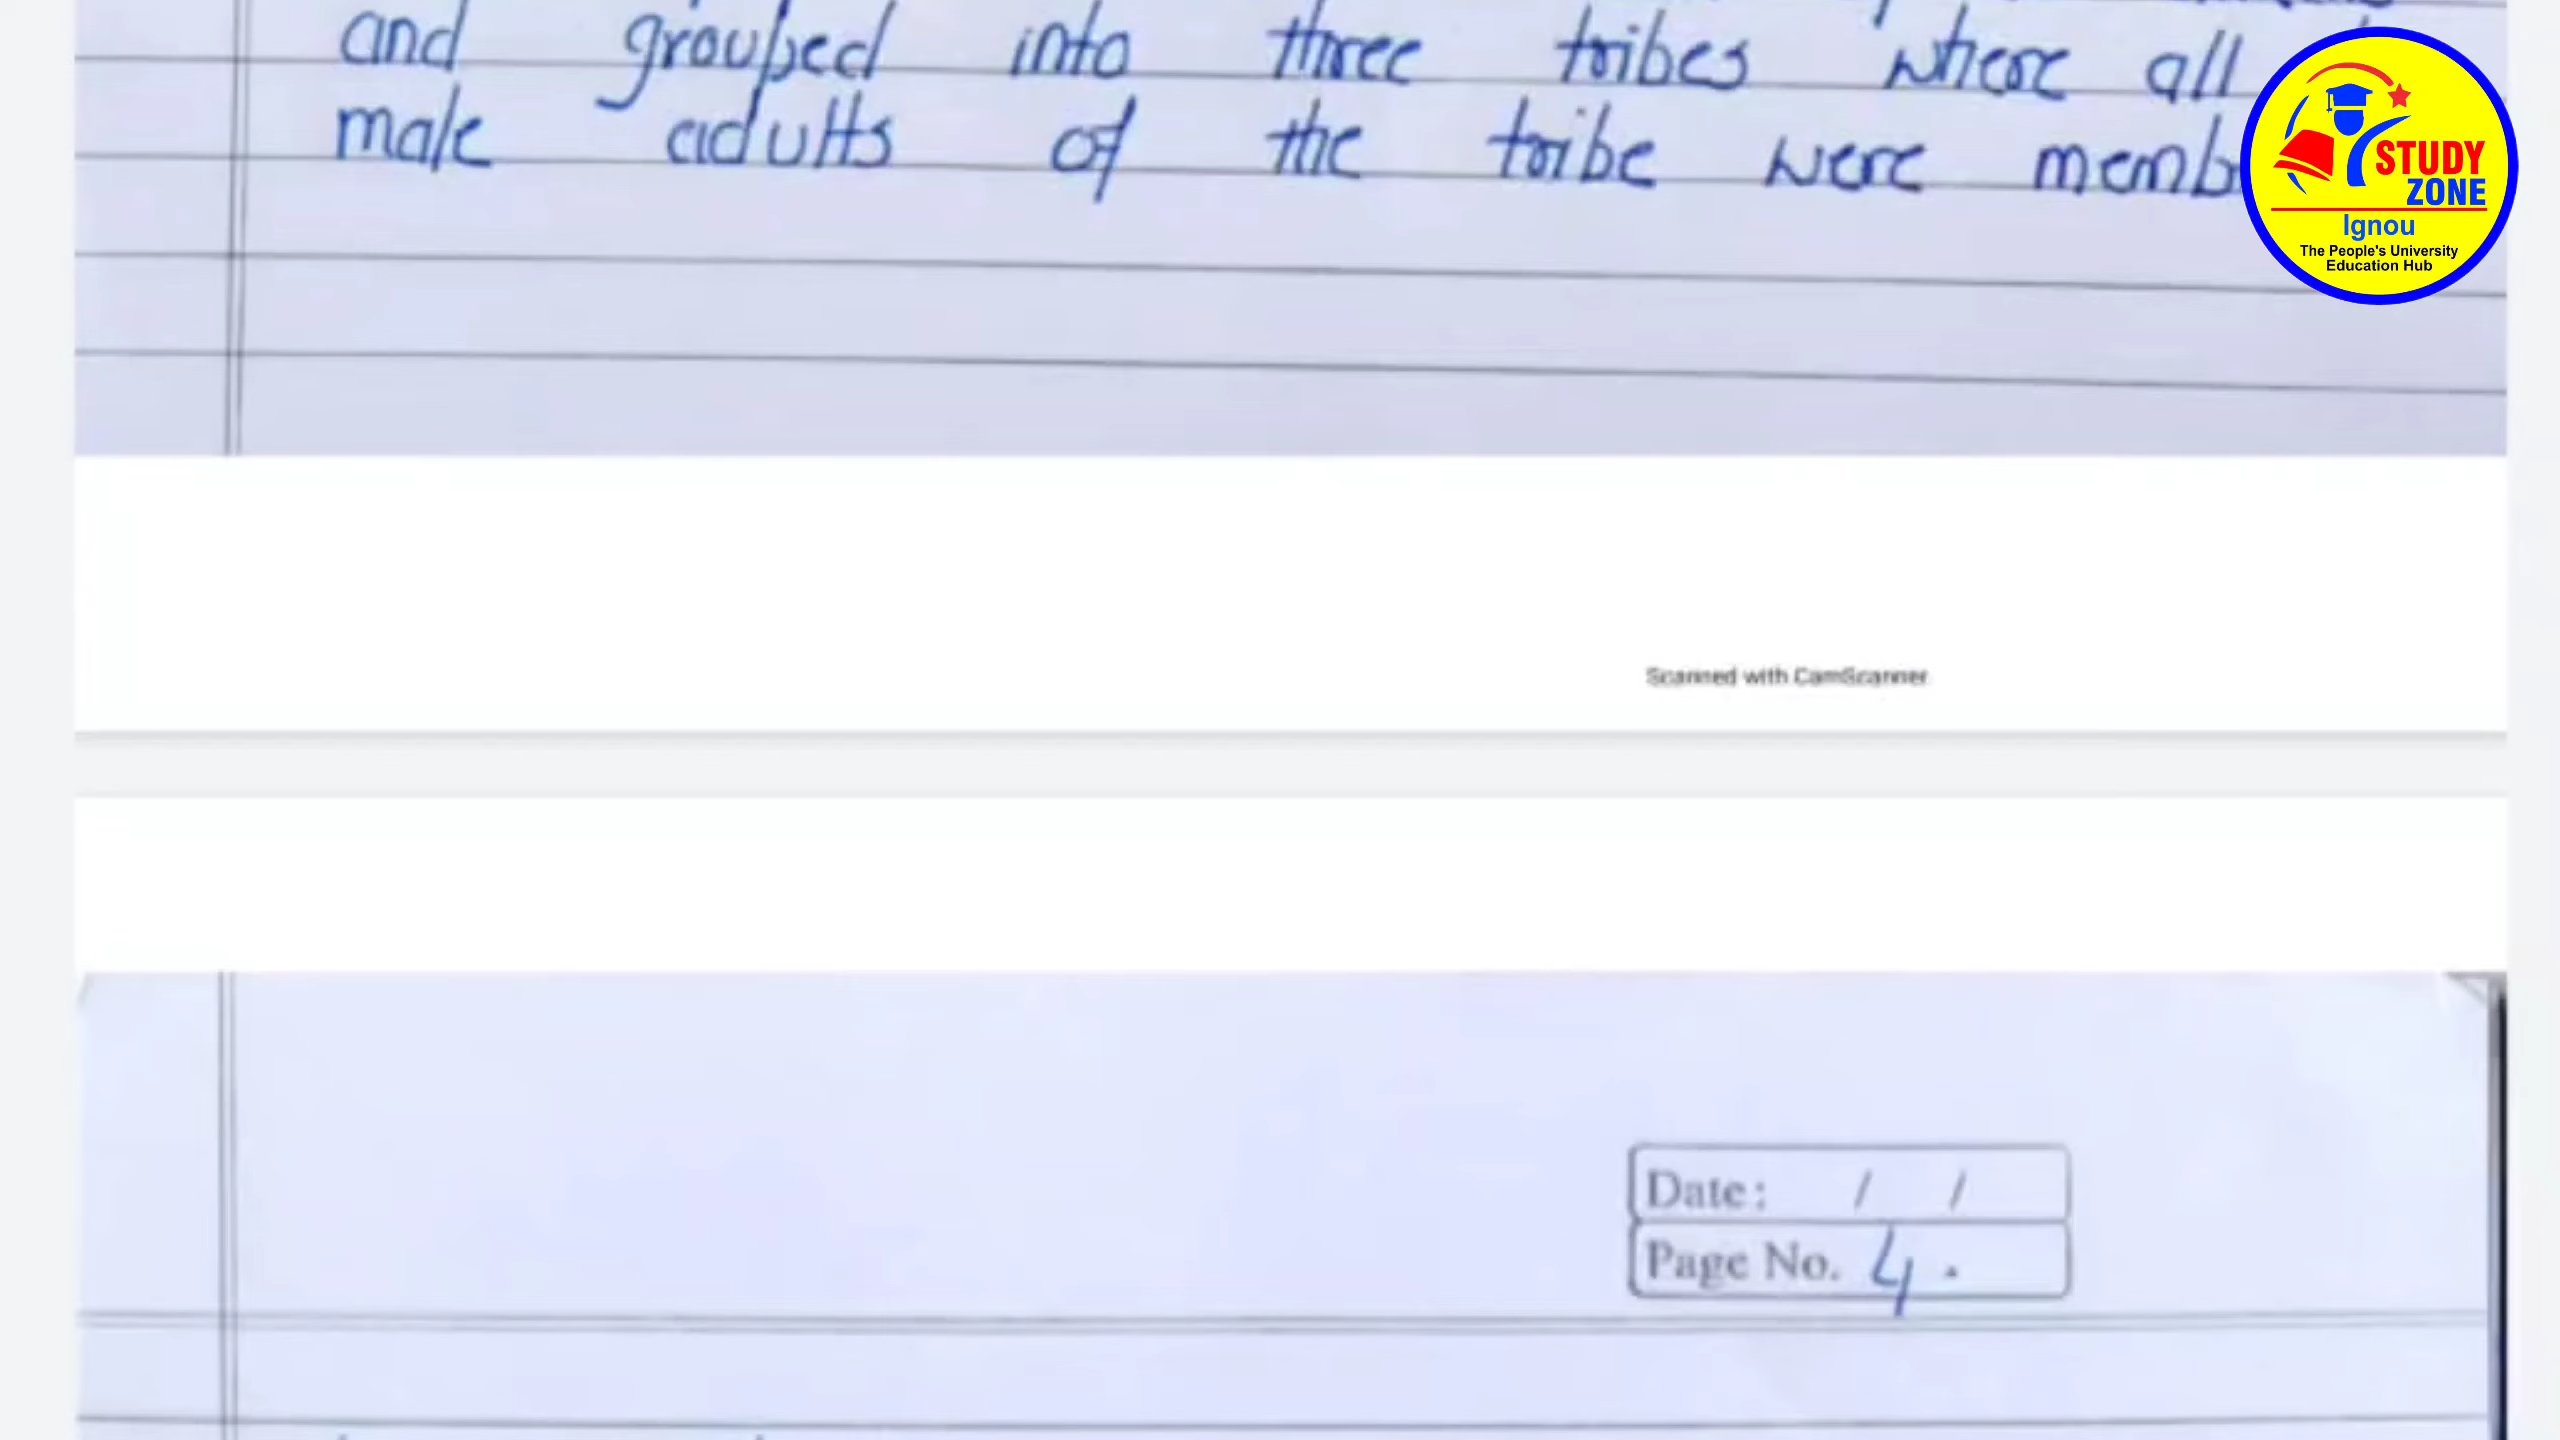 and grouped into three tribes where all
male adults of the tribe were memb
STUDY
ZONE
Ignou
The People's University
Education Hub
Scanned with CamScanner
Date: / /
Page No. 4.